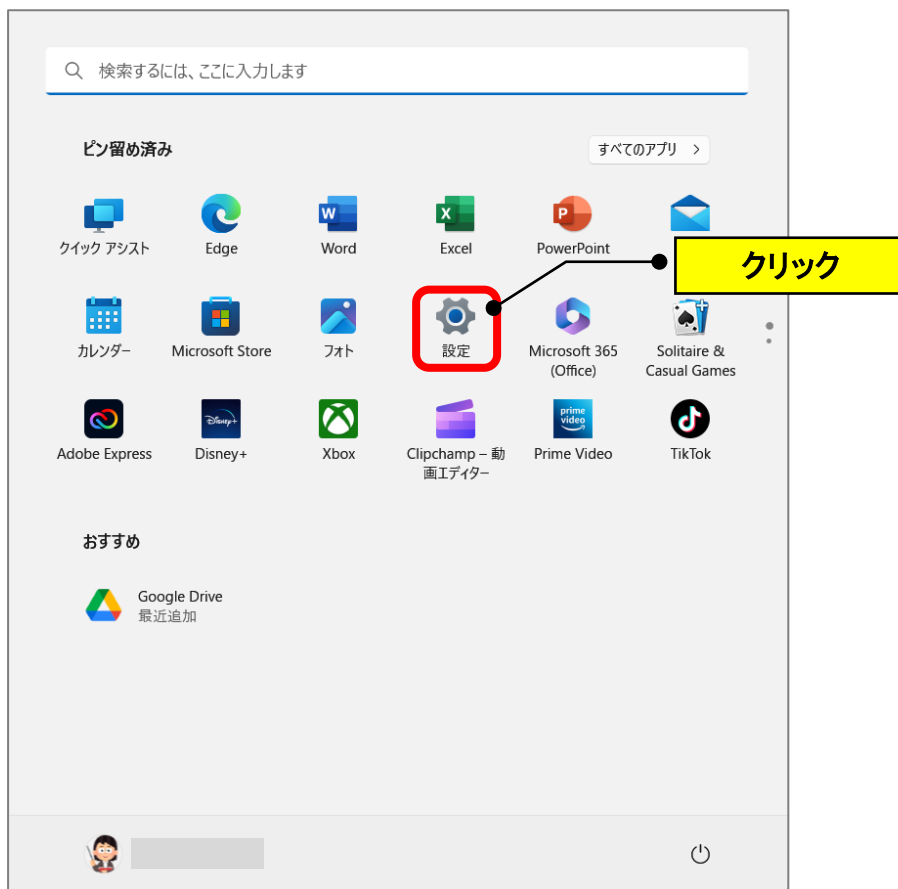 検索するには、ここに入力します
ピン留め済み
すべてのアプリ >
クイック アシスト Edge Word Excel PowerPoint
クリック
カレンダー Microsoft Store フォト 設定 Microsoft 365 Solitaire &
(Office) Casual Games
prime
video
Disney+
Adobe Express Disney+ Xbox Clipchamp – 動 Prime Video TikTok
画エディター
おすすめ
Google Drive
最近追加